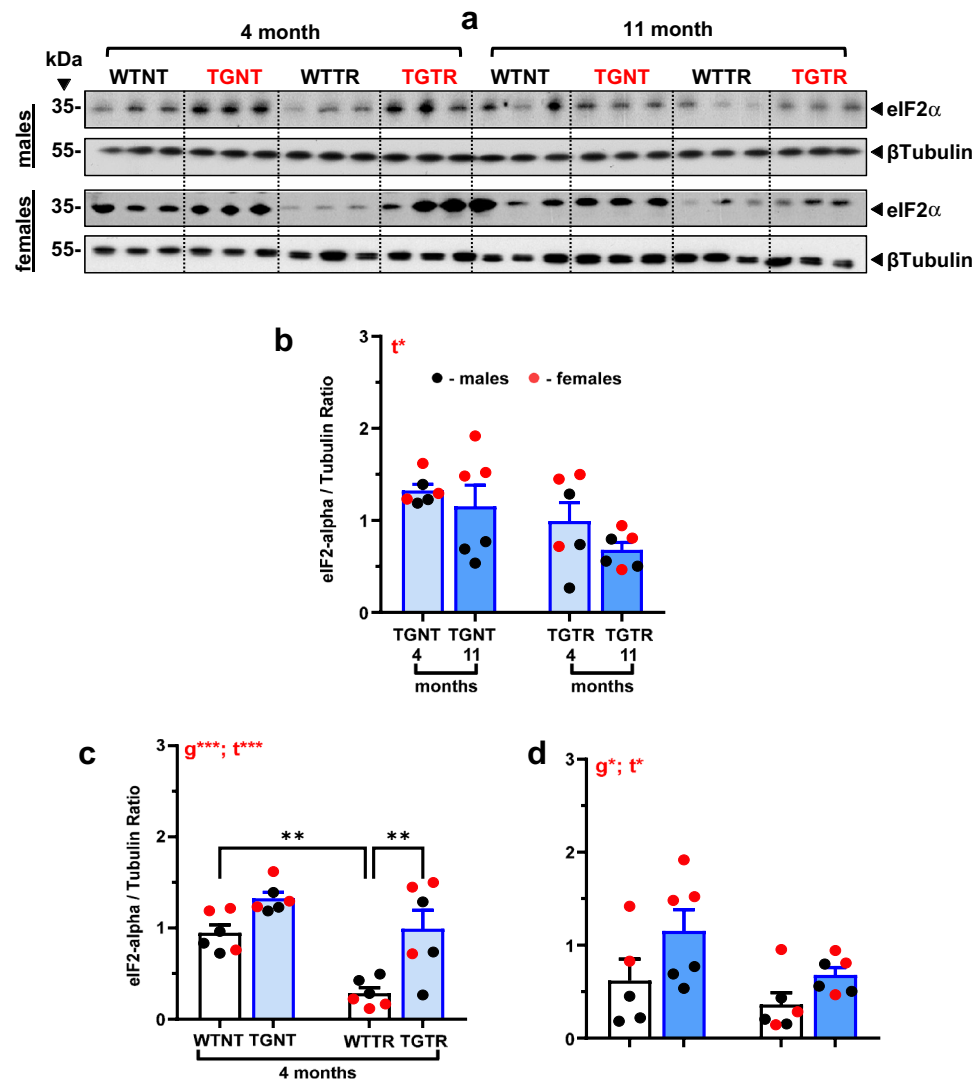 a
4 month 11 month
kDa
WTNT TGNT WTTR TGTR WTNT TGNT WTTR TGTR
males
35- eIF2α
55- βTubulin
females
35- eIF2α
55- βTubulin
b
eIF2-alpha / Tubulin Ratio
3
2
1
0
t*
- males - females
TGNT TGNT TGTR TGTR
4 11 4 11
months months
c
eIF2-alpha / Tubulin Ratio
3
2
1
0
g***; t***
** **
WTNT TGNT WTTR TGTR
4 months
d
3
2
1
0
g*; t*